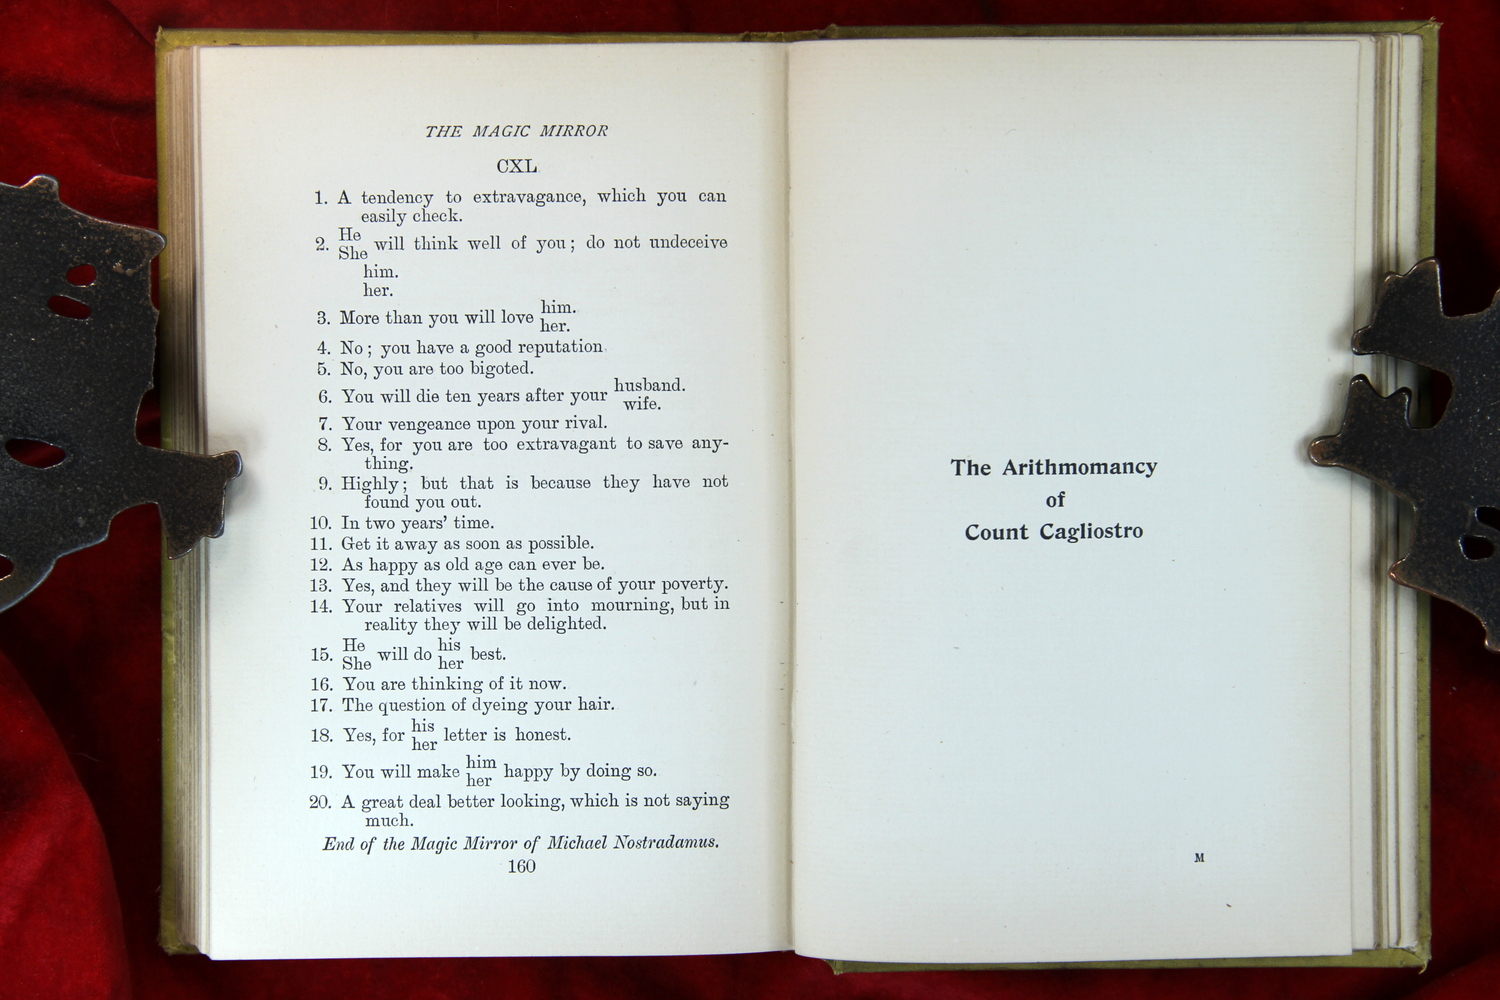 THE MAGIC MIRROR
CXL
1. A tendency to extravagance, which you can
easily check.
2. He
She will think well of you; do not undeceive
him.
her.
3. More than you will love him.
her.
4. No; you have a good reputation
5. No, you are too bigoted.
6. You will die ten years after your husband.
wife.
7. Your vengeance upon your rival.
8. Yes, for you are too extravagant to save any-
thing.
9. Highly; but that is because they have not
found you out.
10. In two years' time.
11. Get it away as soon as possible.
12. As happy as old age can ever be.
13. Yes, and they will be the cause of your poverty.
14. Your relatives will go into mourning, but in
reality they will be delighted.
15. He will do his best.
She her
16. You are thinking of it now.
17. The question of dyeing your hair.
18. Yes, for his letter is honest.
her
19. You will make him happy by doing so.
her
20. A great deal better looking, which is not saying
much.
End of the Magic Mirror of Michael Nostradamus.
160
The Arithmomancy
of
Count Cagliostro
M